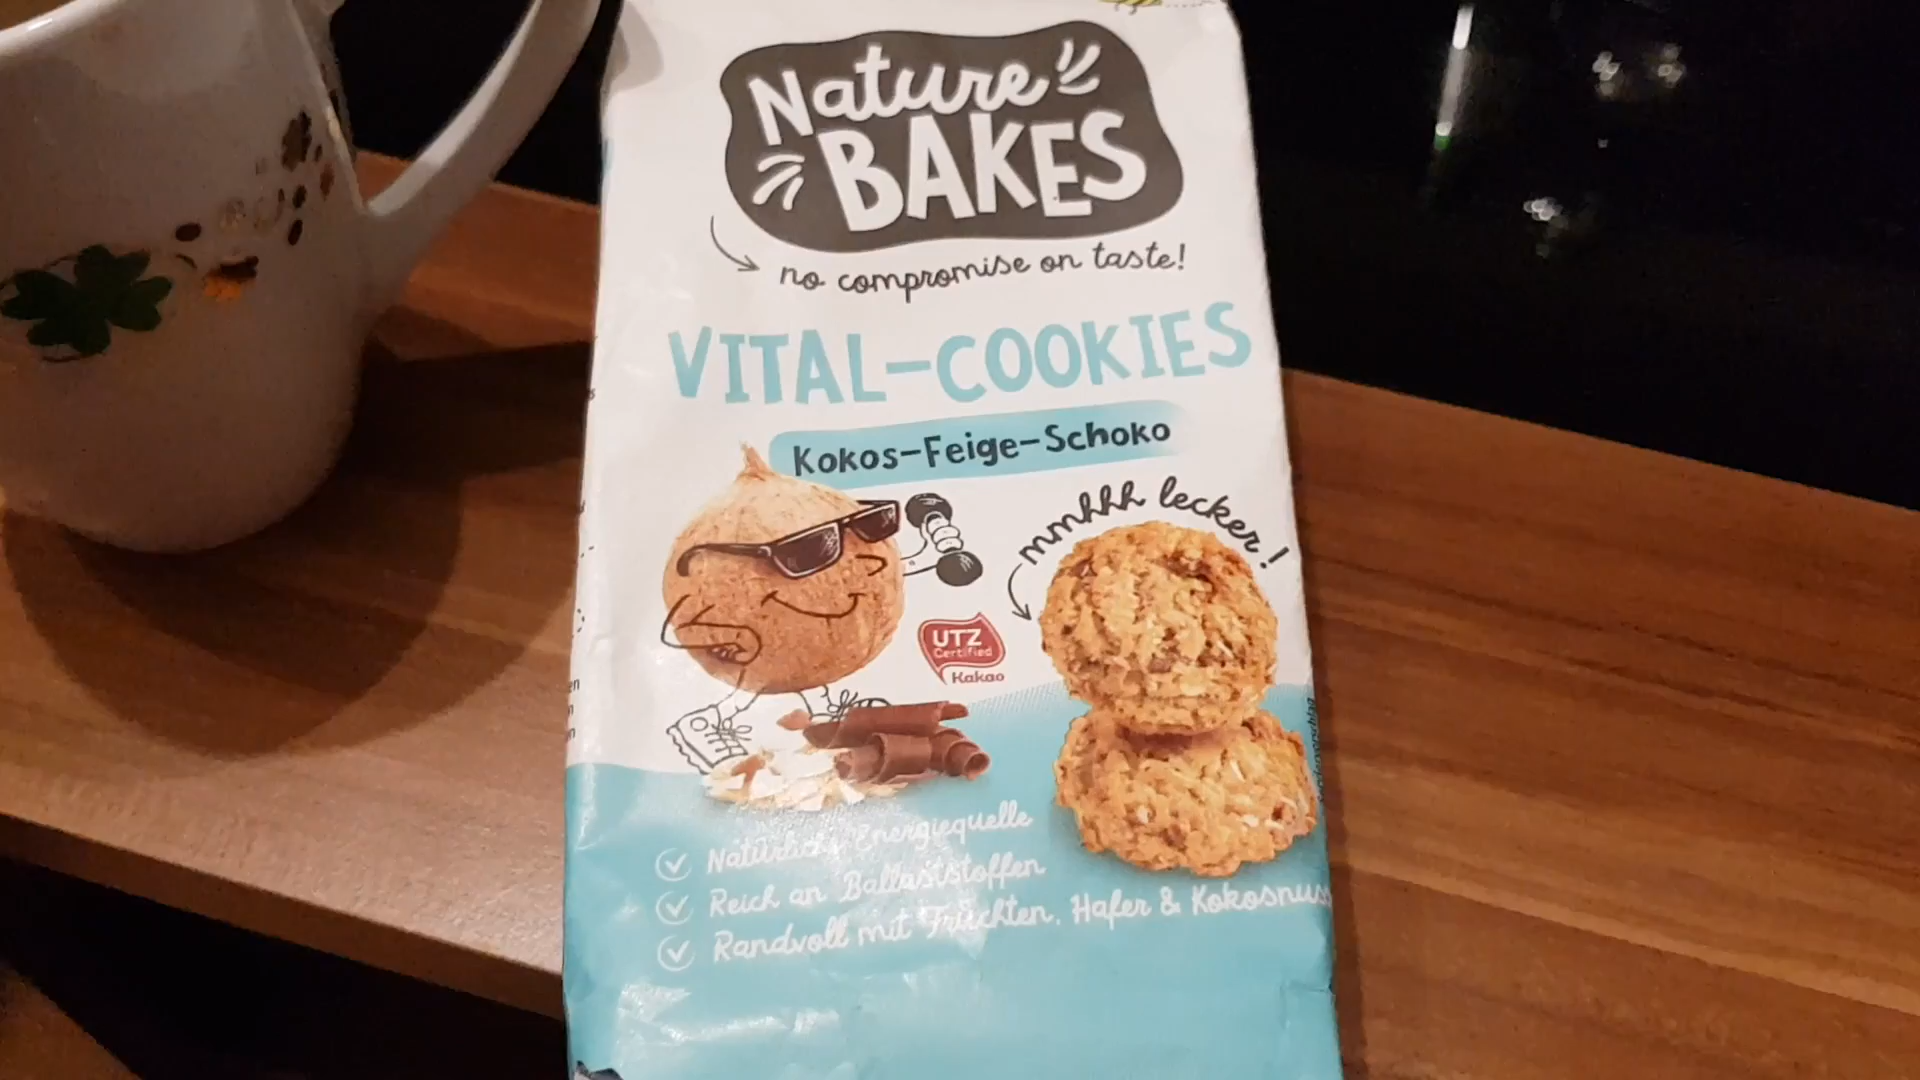 Nature
BAKES
no compromise on taste!
VITAL-COOKIES
Kokos-Feige-Schoko
mmhhh lecker!
UTZ
Certified
Kakao
Natürliche Energiequelle
Reich an Ballaststoffen
Randvoll mit Früchten, Hafer & Kokosnuss